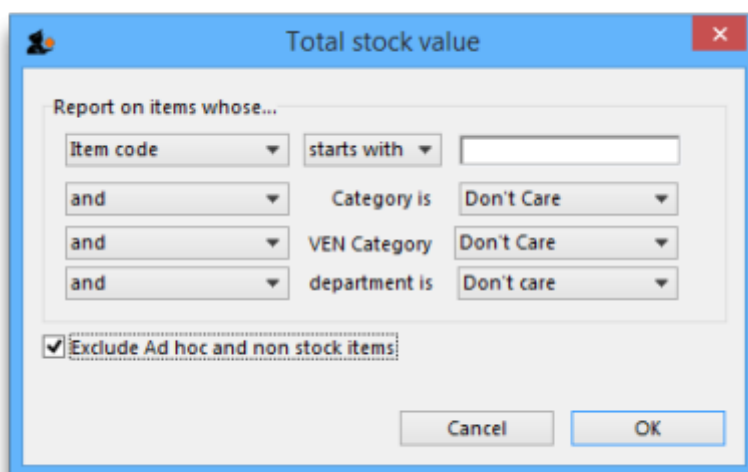 Total stock value
Report on items whose...
Item code starts with
and Category is Don't Care
and VEN Category Don't Care
and department is Don't care
Exclude Ad hoc and non stock items
Cancel OK